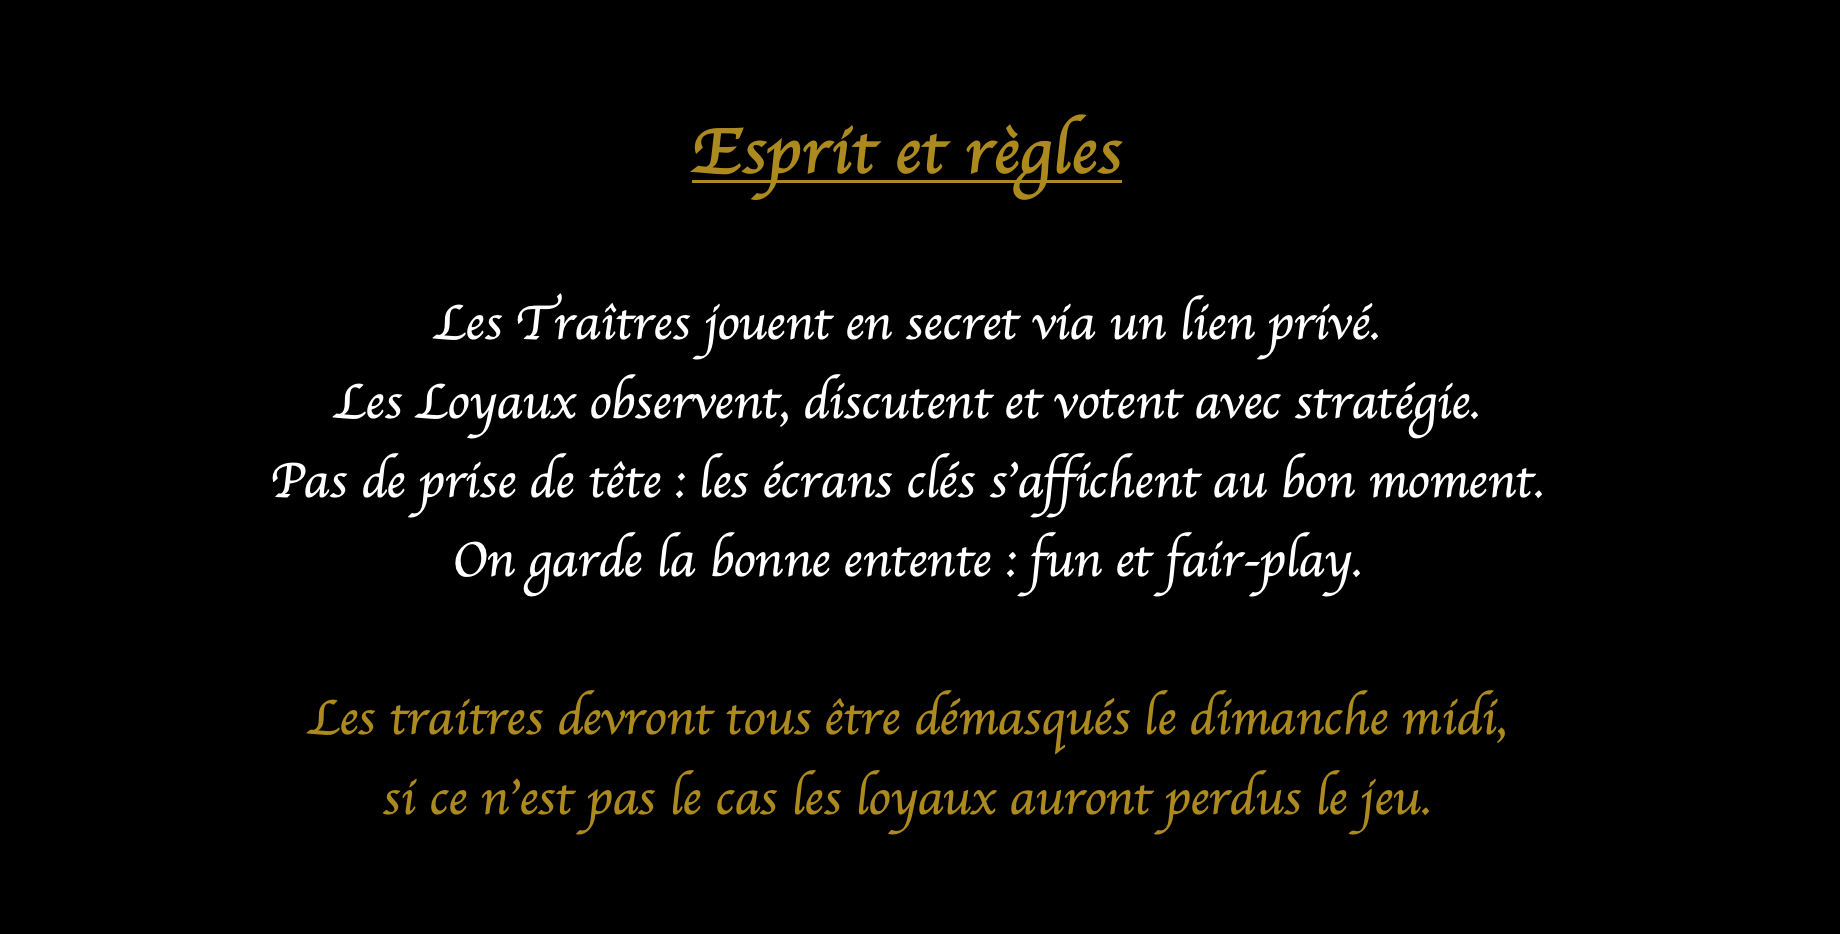 Esprit et règles
Les Traîtres jouent en secret via un lien privé.
Les Loyaux observent, discutent et votent avec stratégie.
Pas de prise de tête : les écrans clés s’affichent au bon moment.
On garde la bonne entente : fun et fair-play.
Les traitres devront tous être démasqués le dimanche midi,
si ce n’est pas le cas les loyaux auront perdus le jeu.